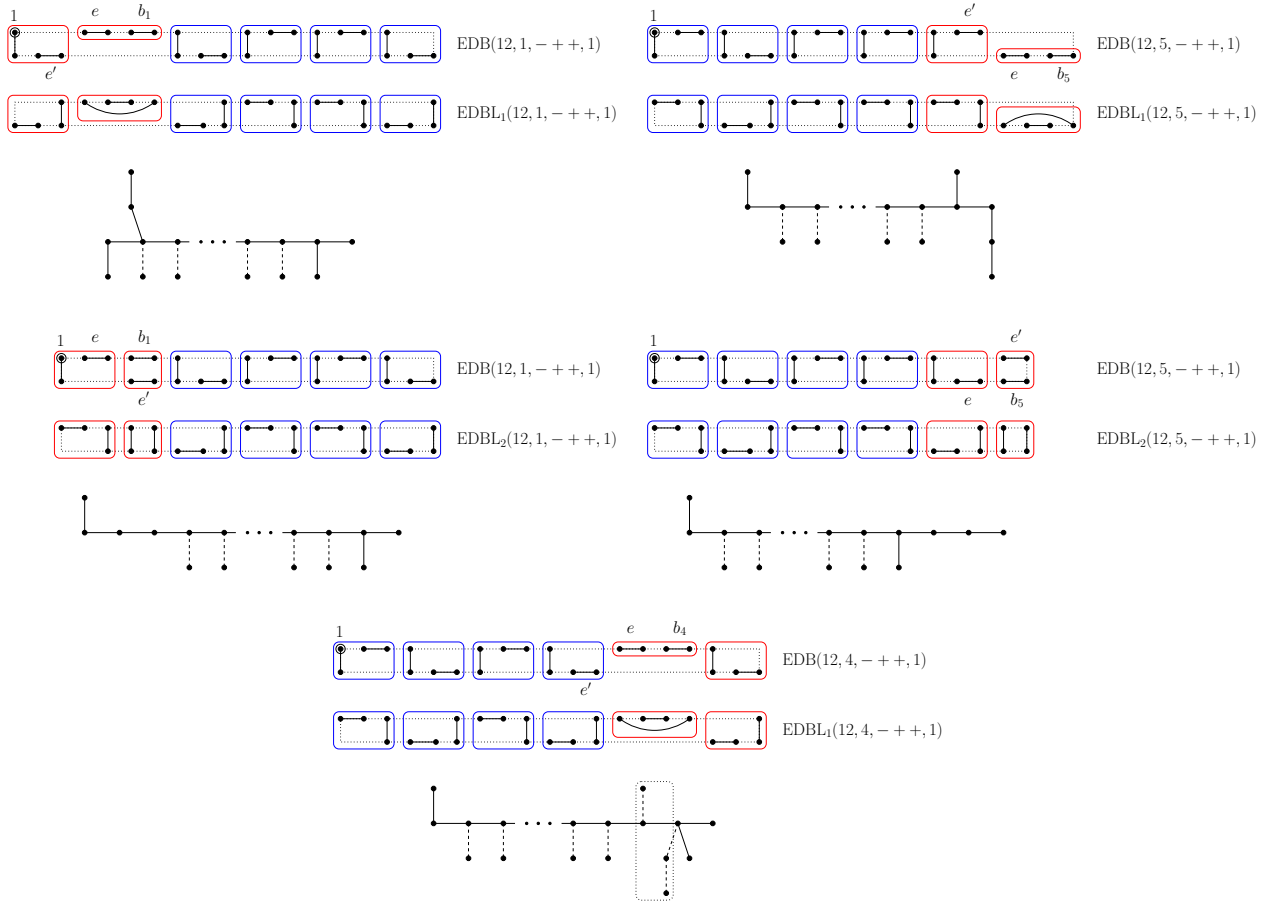 1 e b₁
EDB(12, 1, − + +, 1)
e′
EDBL₁(12, 1, − + +, 1)
1 e′
EDB(12, 5, − + +, 1)
e b₅
EDBL₁(12, 5, − + +, 1)
1 e b₁
EDB(12, 1, − + +, 1)
e′
EDBL₂(12, 1, − + +, 1)
1 e′
EDB(12, 5, − + +, 1)
e b₅
EDBL₂(12, 5, − + +, 1)
1 e b₄
EDB(12, 4, − + +, 1)
e′
EDBL₁(12, 4, − + +, 1)